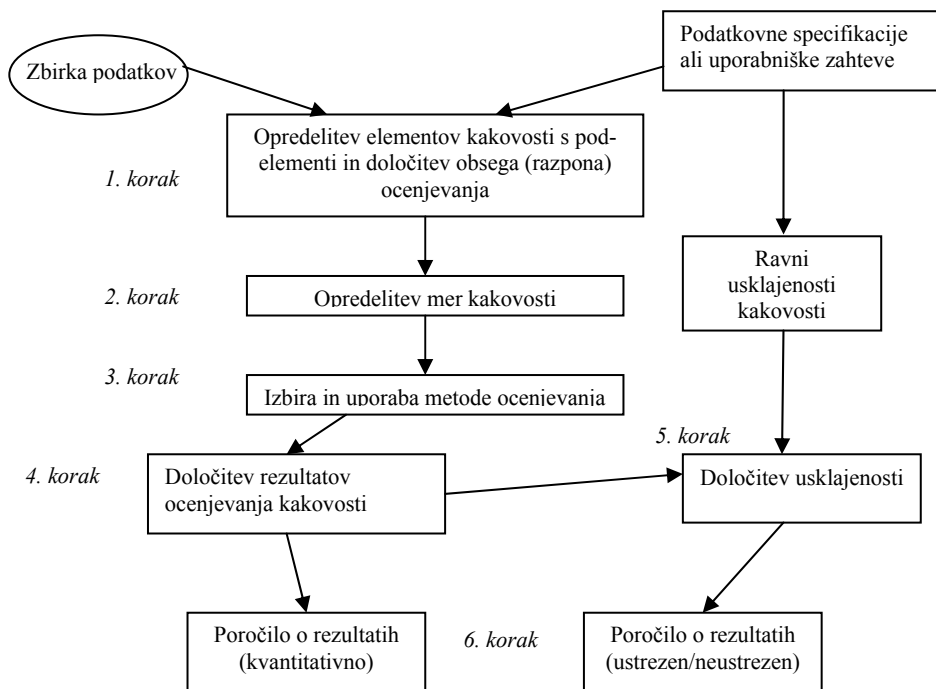 Podatkovne specifikacije
ali uporabniške zahteve
Zbirka podatkov
Opredelitev elementov kakovosti s pod-
elementi in določitev obsega (razpona)
ocenjevanja
1. korak
Ravni
usklajenosti
kakovosti
2. korak
Opredelitev mer kakovosti
3. korak
Izbira in uporaba metode ocenjevanja
5. korak
4. korak
Določitev rezultatov
ocenjevanja kakovosti
Določitev usklajenosti
Poročilo o rezultatih
(kvantitativno)
6. korak
Poročilo o rezultatih
(ustrezen/neustrezen)